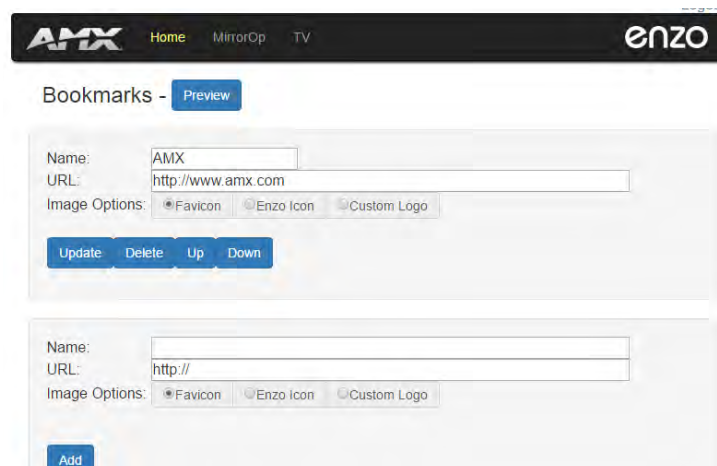 AMX Home MirrorOp TV enzo
Bookmarks - Preview
Name: AMX
URL: http://www.amx.com
Image Options: Favicon Enzo Icon Custom Logo
Update Delete Up Down
Name:
URL: http://
Image Options: Favicon Enzo Icon Custom Logo
Add